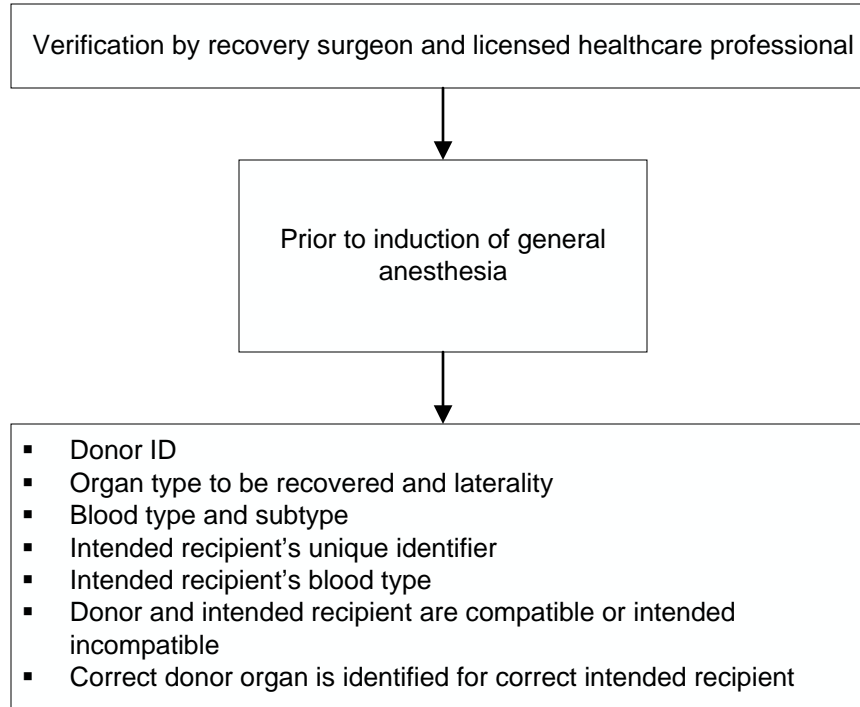 Verification by recovery surgeon and licensed healthcare professional
Prior to induction of general
anesthesia
▪ Donor ID
▪ Organ type to be recovered and laterality
▪ Blood type and subtype
▪ Intended recipient's unique identifier
▪ Intended recipient's blood type
▪ Donor and intended recipient are compatible or intended
incompatible
▪ Correct donor organ is identified for correct intended recipient